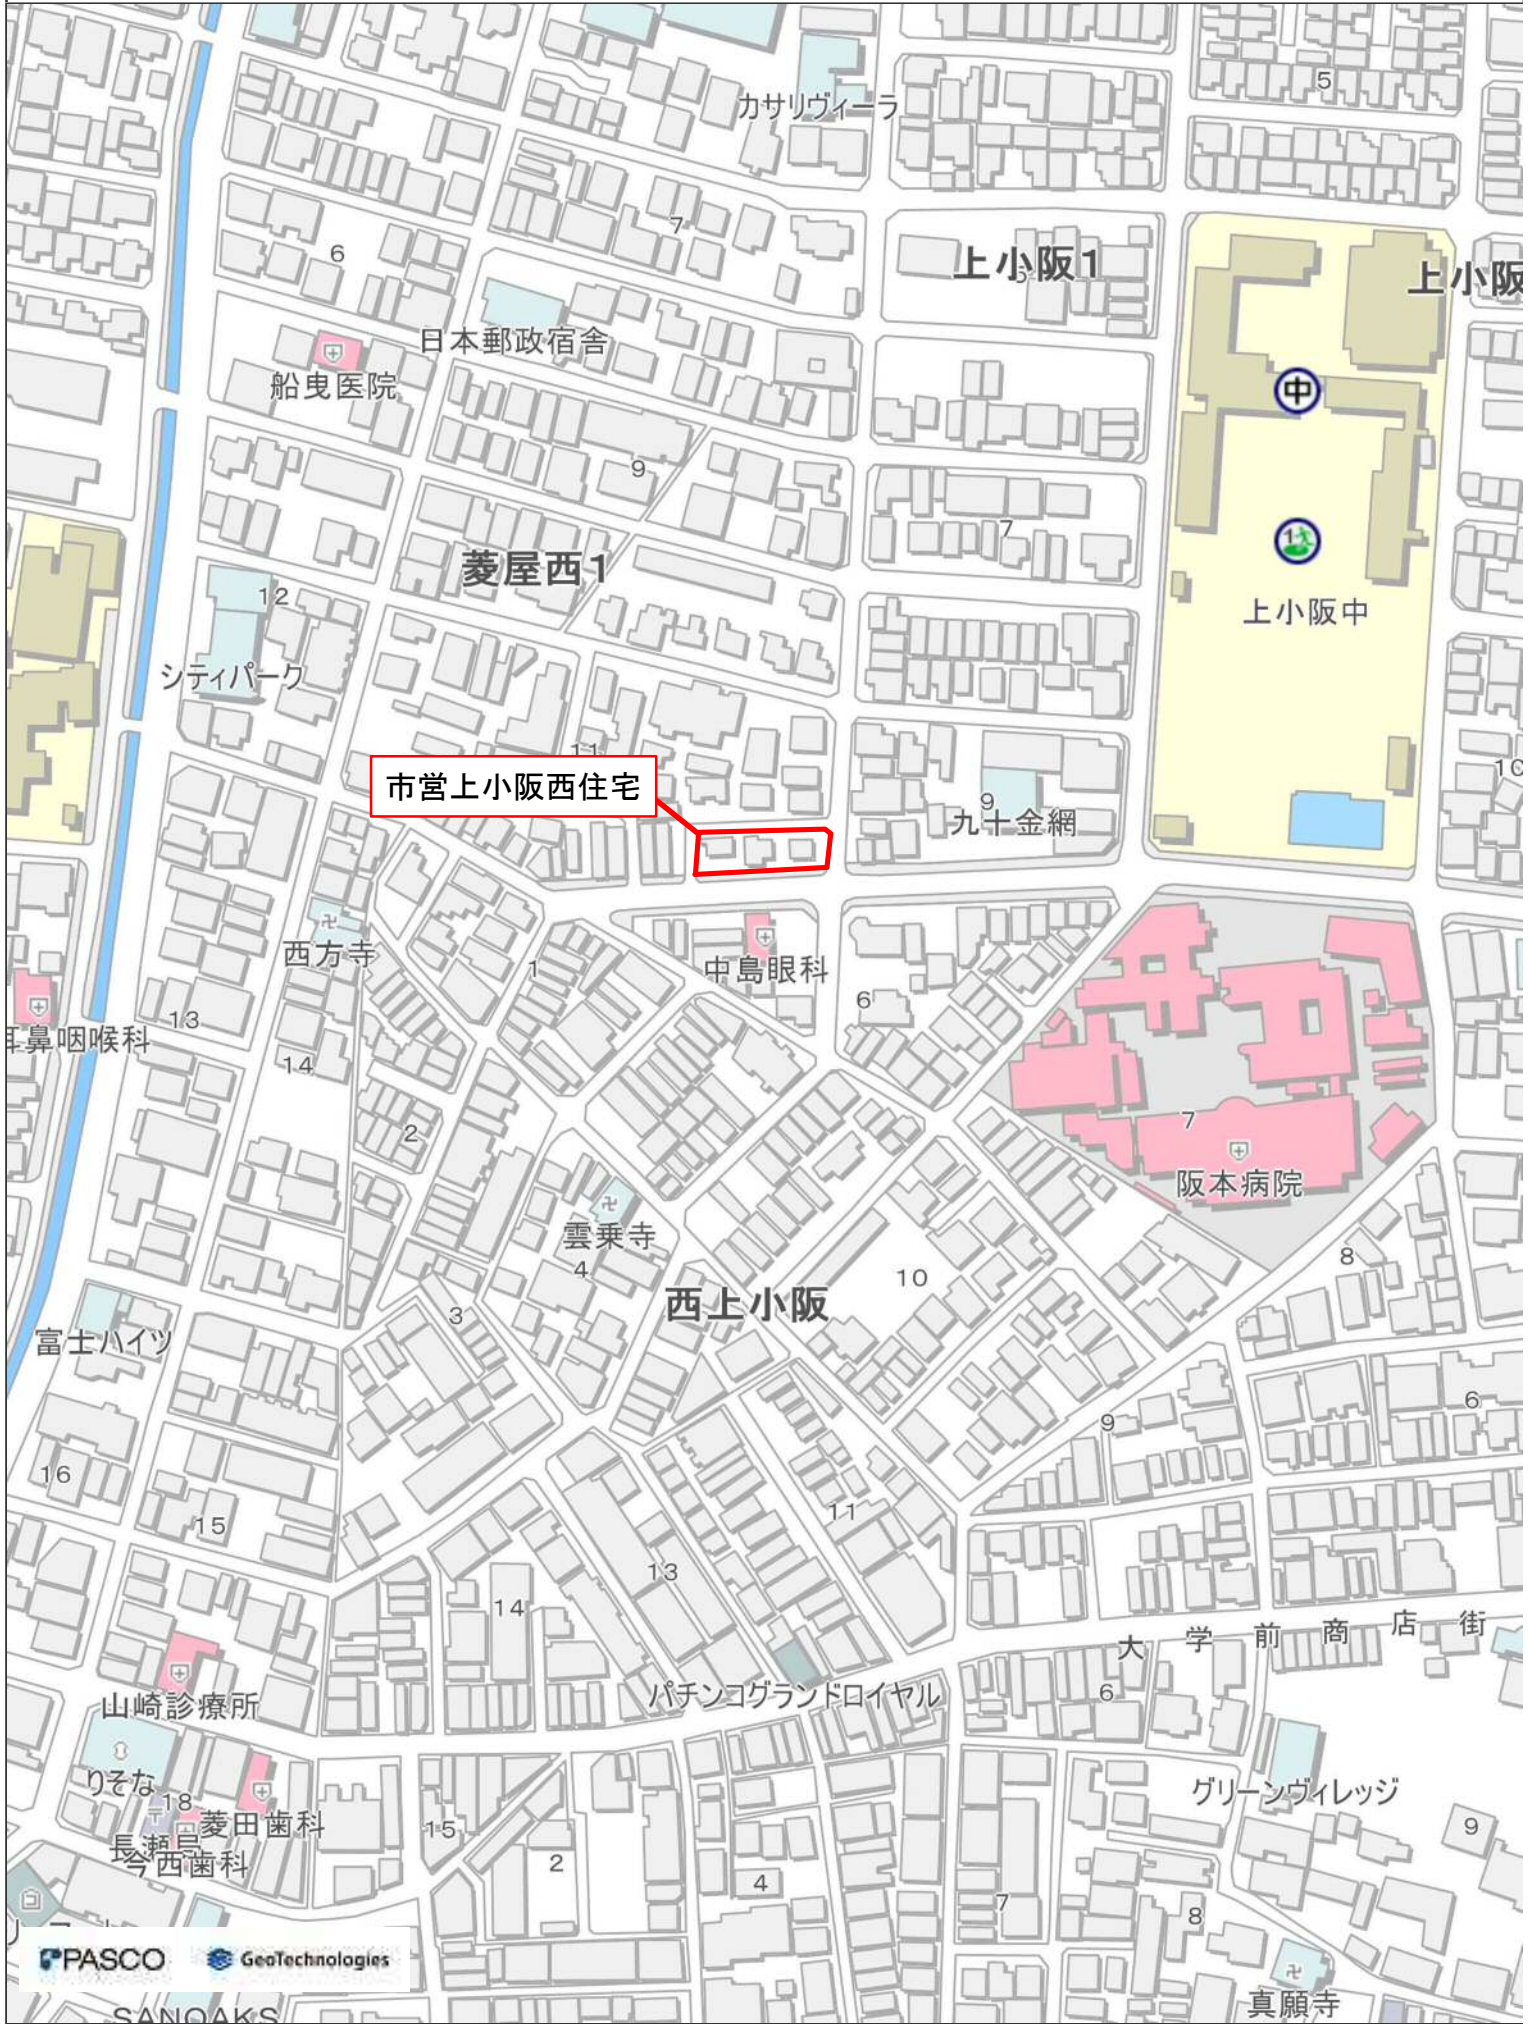 カサリヴィーラ
5
7
6
上小阪1
5
上小阪
日本郵政宿舎
船曳医院
中
9
7
菱屋西1
1
12
上小阪中
シティパーク
11
市営上小阪西住宅
9
九十金網
10
西方寺
1
中島眼科
6
13
耳鼻咽喉科
14
2
7
阪本病院
雲乗寺
4
10
8
西上小阪
3
富士ハイツ
6
9
16
15
11
13
14
大学前商店街
山崎診療所
パチンコグランドロイヤル
6
りそな
18
菱田歯科
長瀬局
今西歯科
グリーンヴィレッジ
15
2
4
7
8
9
PASCO
GeoTechnologies
真願寺
SANOAKS